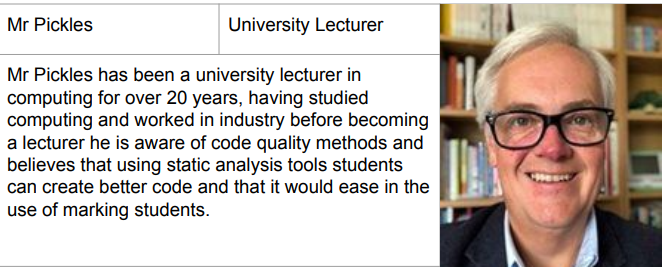 Mr Pickles
University Lecturer
Mr Pickles has been a university lecturer in
computing for over 20 years, having studied
computing and worked in industry before becoming
a lecturer he is aware of code quality methods and
believes that using static analysis tools students
can create better code and that it would ease in the
use of marking students.